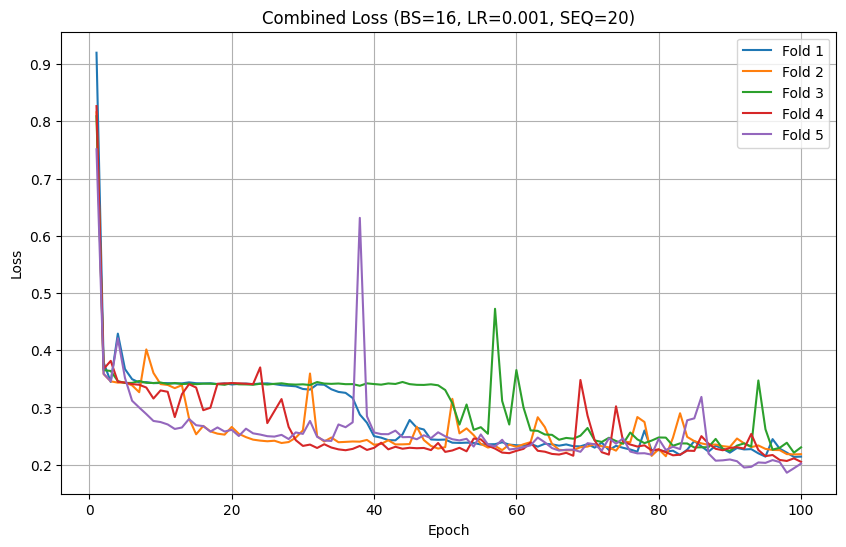 Combined Loss (BS=16, LR=0.001, SEQ=20)
Fold 1
Fold 2
Fold 3
Fold 4
Fold 5
0.9
0.8
0.7
0.6
0.5
0.4
0.3
0.2
Loss
0 20 40 60 80 100
Epoch